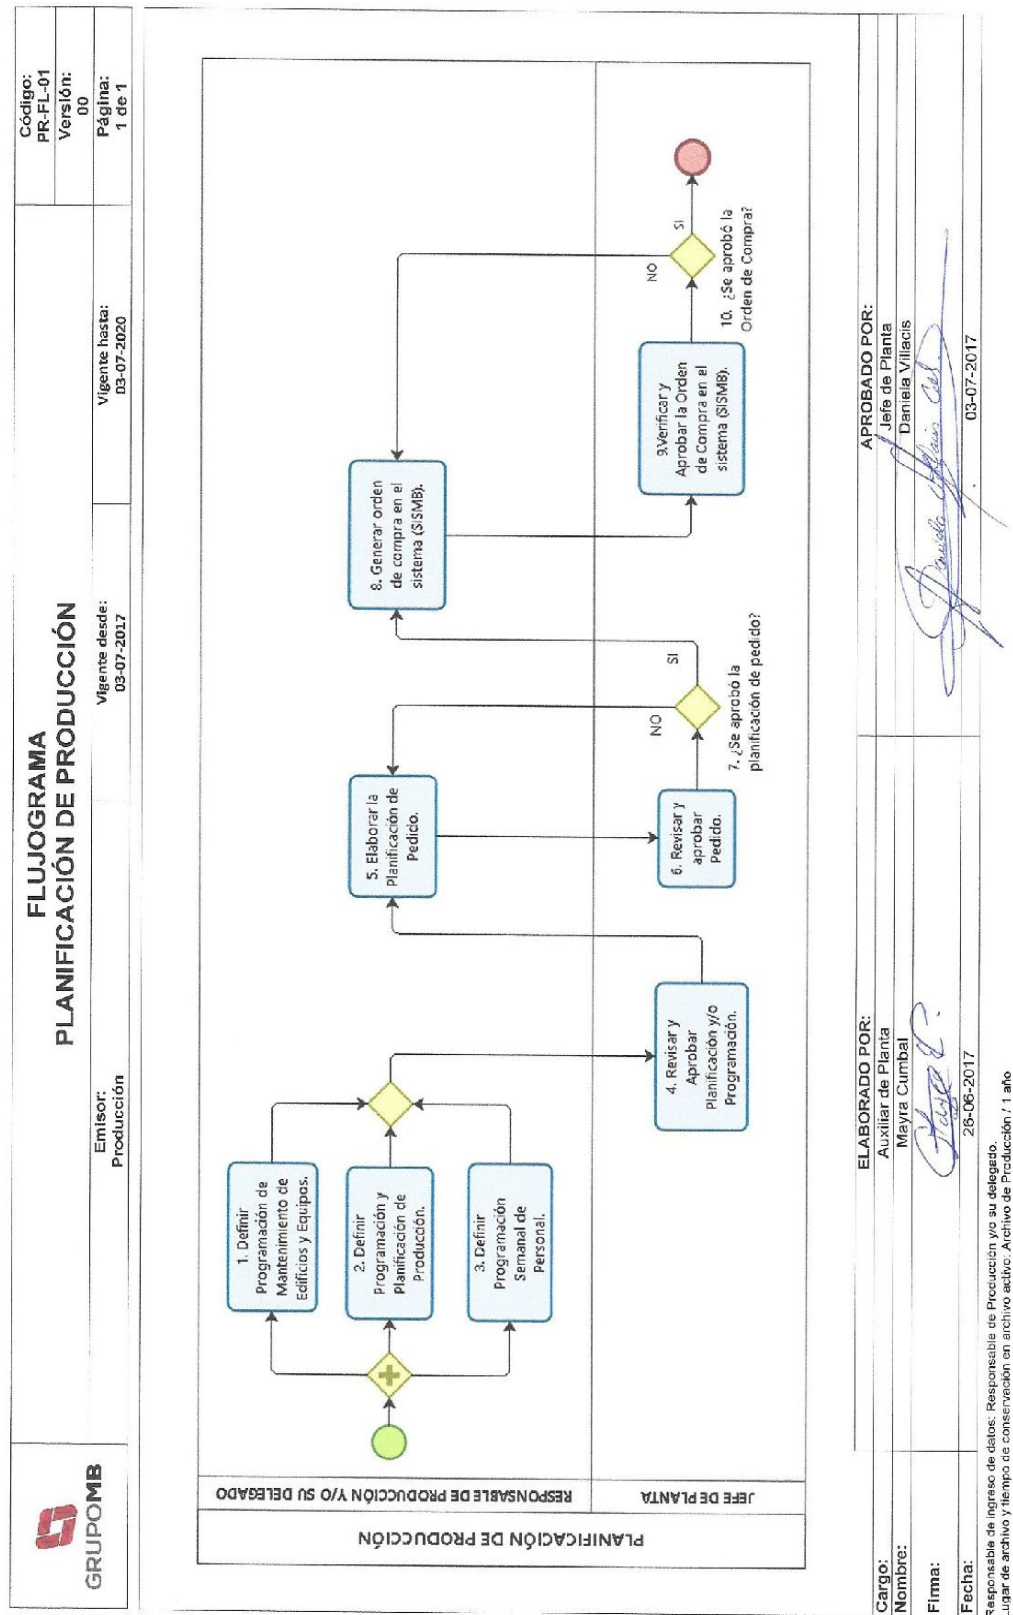 GRUPOMB
FLUJOGRAMA
PLANIFICACIÓN DE PRODUCCIÓN
Código:
PR-FL-01
Versión:
00
Emisor:
Producción
Vigente desde:
03-07-2017
Vigente hasta:
03-07-2020
Página:
1 de 1
PLANIFICACIÓN DE PRODUCCIÓN
RESPONSABLE DE PRODUCCIÓN Y/O SU DELEGADO
1. Definir
Programación de
Mantenimiento de
Edificios y Equipos.
2. Definir
Programación y
Planificación de
Producción.
3. Definir
Programación
Semanal de
Personal.
5. Elaborar la
Planificación de
Pedido.
8. Generar orden
de compra en el
sistema (SISMB).
JEFE DE PLANTA
4. Revisar y
Aprobar
Planificación y/o
Programación.
6. Revisar y
aprobar
Pedido.
NO
SI
7. ¿Se aprobó la
planificación de pedido?
9.Verificar y
Aprobar la Orden
de Compra en el
sistema (SISMB).
NO
SI
10. ¿Se aprobó la
Orden de Compra?
ELABORADO POR:
APROBADO POR:
Cargo:
Auxiliar de Planta
Jefe de Planta
Nombre:
Mayra Cumbal
Daniela Villacis
Firma:
Fecha:
26-06-2017
03-07-2017
Responsable de ingreso de datos: Responsable de Producción y/o su delegado.
Lugar de archivo y tiempo de conservación en archivo activo: Archivo de Producción / 1 año